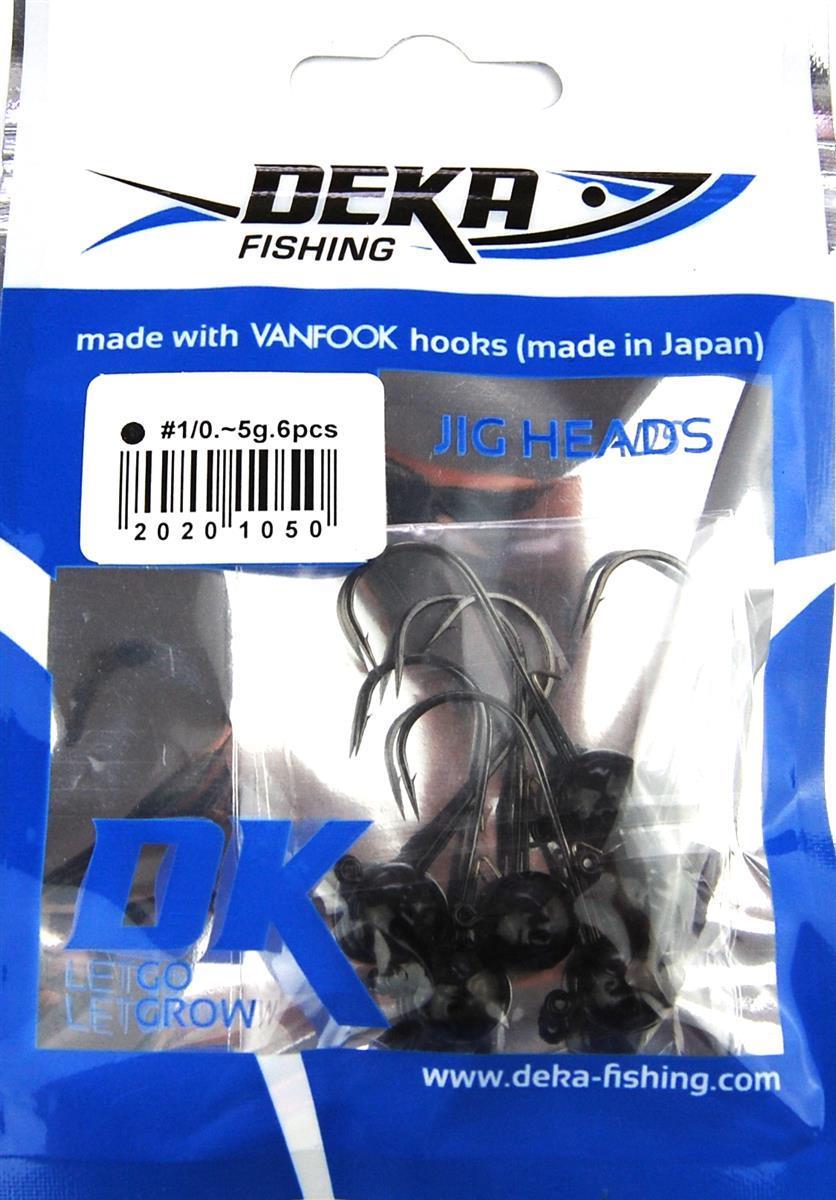 DEKA
FISHING
made with VANFOOK hooks (made in Japan)
#1/0.~5g.6pcs
2020 1050
JIG HEADS
DK
LETGO
LETGROW
www.deka-fishing.com